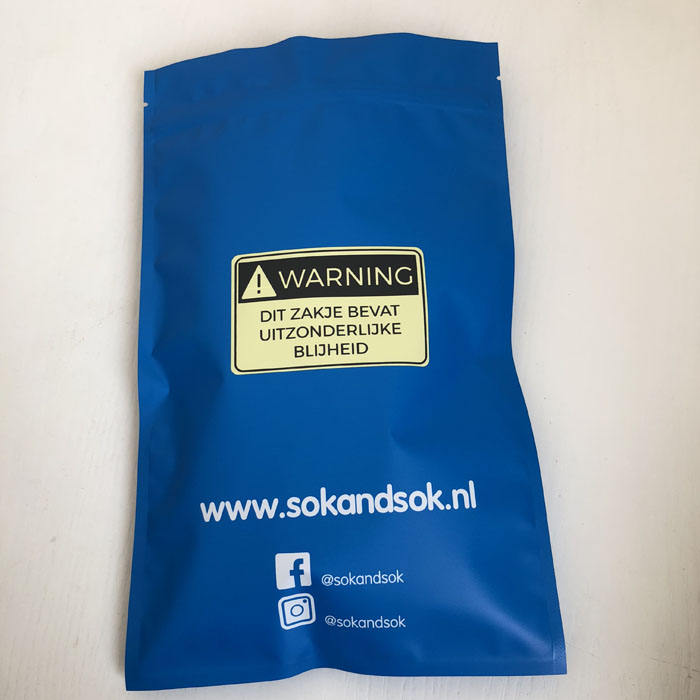 WARNING
DIT ZAKJE BEVAT
UITZONDERLIJKE
BLIJHEID
www.sokandsok.nl
@sokandsok
@sokandsok